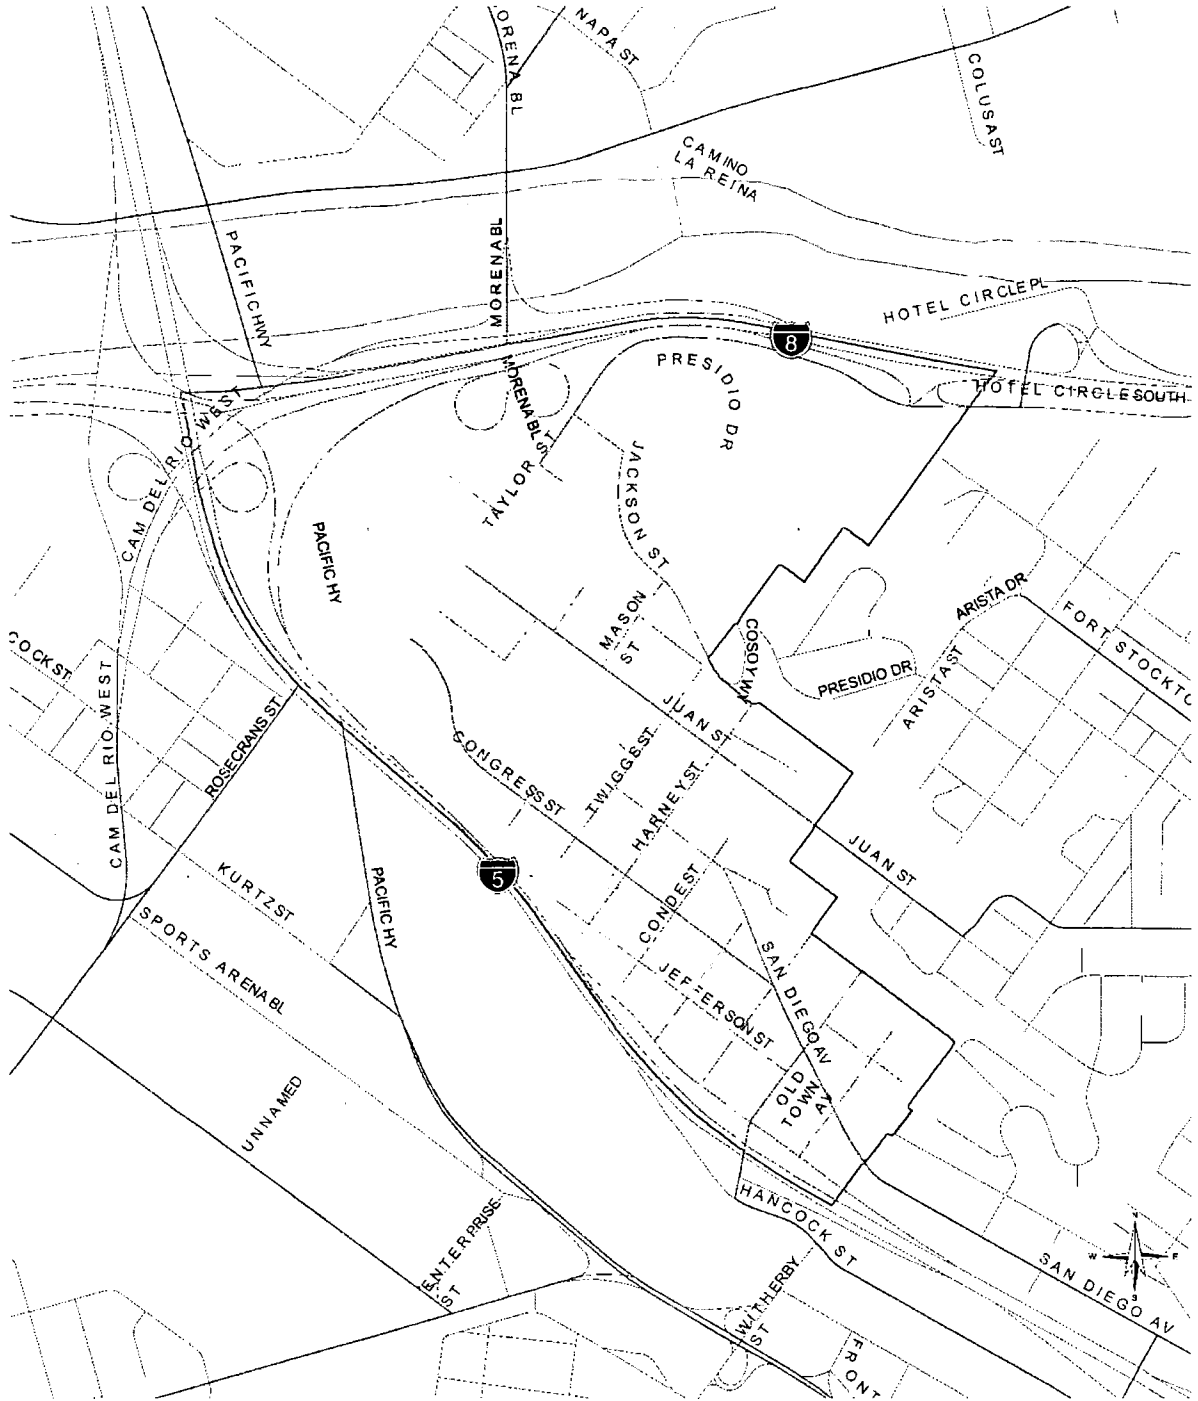 NAPA ST
ORENA BL
COLUSA ST
CAMINO
LA REINA
PACIFIC HWY
MORENA BL
HOTEL CIRCLE PL
8
PRESIDIO DR
HOTEL CIRCLE SOUTH
MORENA BL
CAM DEL RIO WEST
TAYLOR ST
JACKSON ST
PACIFIC HY
MASON
ST
COSOY WY
ARISTA DR
FORT STOCKTO
COCK ST
CAM DEL RIO WEST
PRESIDIO DR
ARISTA ST
ROSECRANS ST
JUAN ST
CONGRESS ST
TWIGGS ST
HARNEY ST
JUAN ST
5
KURTZ ST
PACIFIC HY
CONDE ST
SPORTS ARENA BL
SAN DIEGO AV
JEFFERSON ST
OLD
TOWN
AV
UNNAMED
HANCOCK ST
ENTERPRISE
ST
WITHERBY
ST
FRONT
SAN DIEGO AV
N
W
E
S